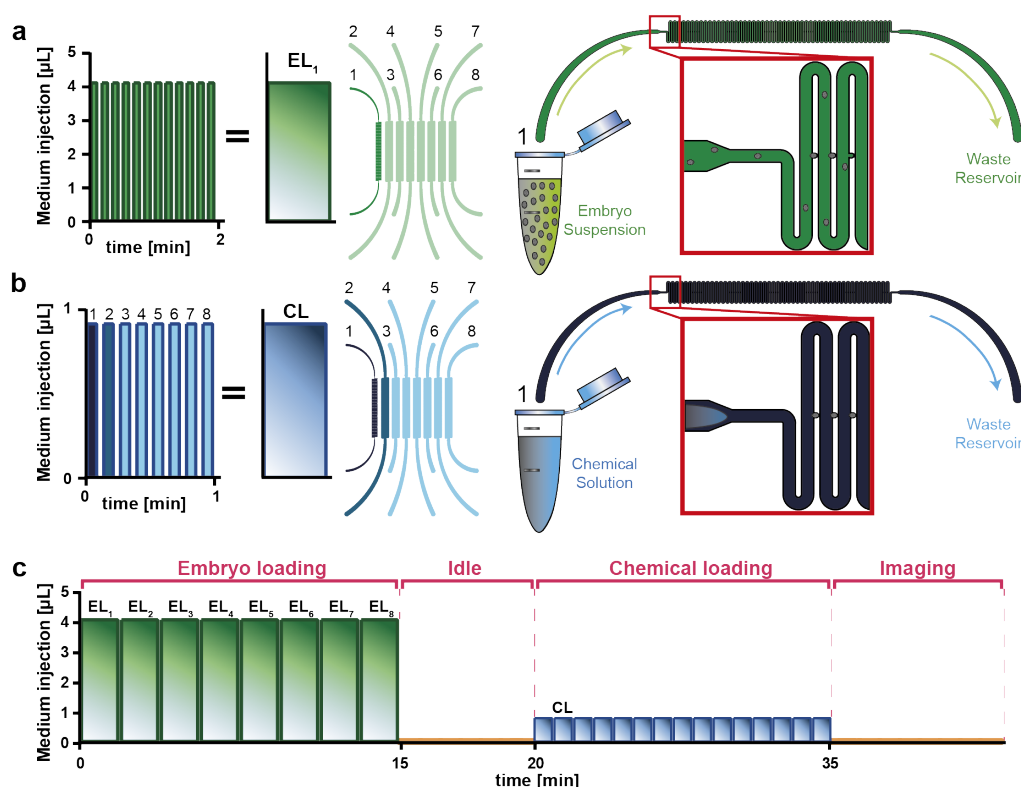 a
Medium injection [µL]
5
4
3
2
1
0
0
2
time [min]
=
EL1
2 4 5 7
1 3 6 8
1
Embryo
Suspension
Waste
Reservoir
b
Medium injection [µL]
1
0
1 2 3 4 5 6 7 8
0
1
time [min]
=
CL
2 4 5 7
1 3 6 8
1
Chemical
Solution
Waste
Reservoir
c
Embryo loading
Idle
Chemical loading
Imaging
Medium injection [µL]
5
4
3
2
1
0
EL1 EL2 EL3 EL4 EL5 EL6 EL7 EL8
CL
0 15 20 35
time [min]